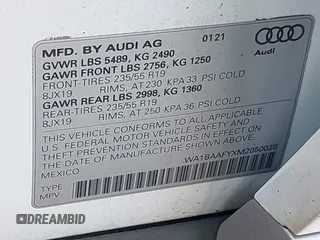 MFD. BY AUDI AG 01 21
GVWR LBS 5489, KG 2490
GAWR FRONT LBS 2756, KG 1250
FRONT-TIRES 235/55 R19
8JX19 AT 230 KPA 33 PSI COLD
GAWR REAR LBS 2998, KG 1360
REAR-TIRES 235/55 R19
8JX19 AT 250 KPA 36 PSI COLD
THIS VEHICLE CONFORMS TO ALL APPLICABLE
U.S. FEDERAL MOTOR VEHICLE SAFETY, BUMPER
AND THEFT PREVENTION STANDARDS IN EFFECT
ON THE DATE OF MANUFACTURE SHOWN ABOVE
MEXICO
WA1BAAFYXM2050028
TYPE
MPV
Audi
DREAMBID